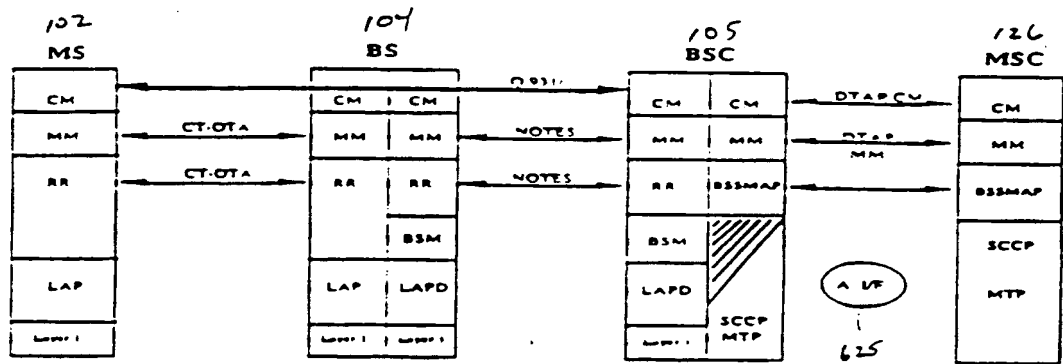 102 104 105 126
MS BS BSC MSC
CM CM CM CM CM DTAP CM CM
MM CT-OTA MM MM NOTES MM MM DTAP MM MM
RR CT-OTA RR RR NOTES RR BSSMAP BSSMAP
BSM BSM SCCP
LAP LAP LAPD LAPD A I/F MTP
SCCP
MTP 625